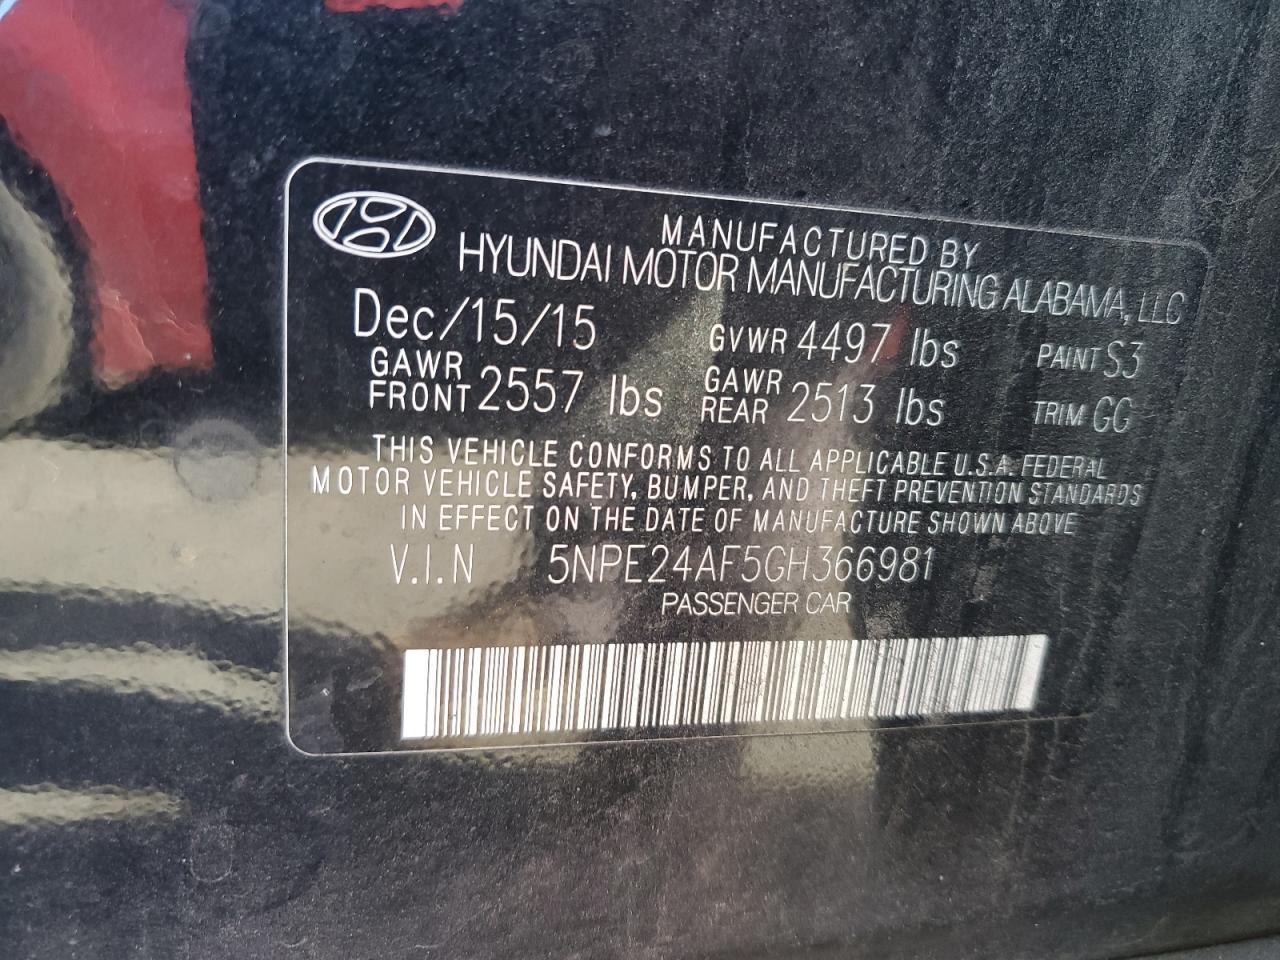 MANUFACTURED BY
HYUNDAI MOTOR MANUFACTURING ALABAMA, LLC
Dec/15/15 GVWR 4497 lbs PAINT S3
GAWR FRONT 2557 lbs GAWR REAR 2513 lbs TRIM GG
THIS VEHICLE CONFORMS TO ALL APPLICABLE U.S.A. FEDERAL
MOTOR VEHICLE SAFETY, BUMPER, AND THEFT PREVENTION STANDARDS
IN EFFECT ON THE DATE OF MANUFACTURE SHOWN ABOVE
V.I.N 5NPE24AF5GH366981
PASSENGER CAR